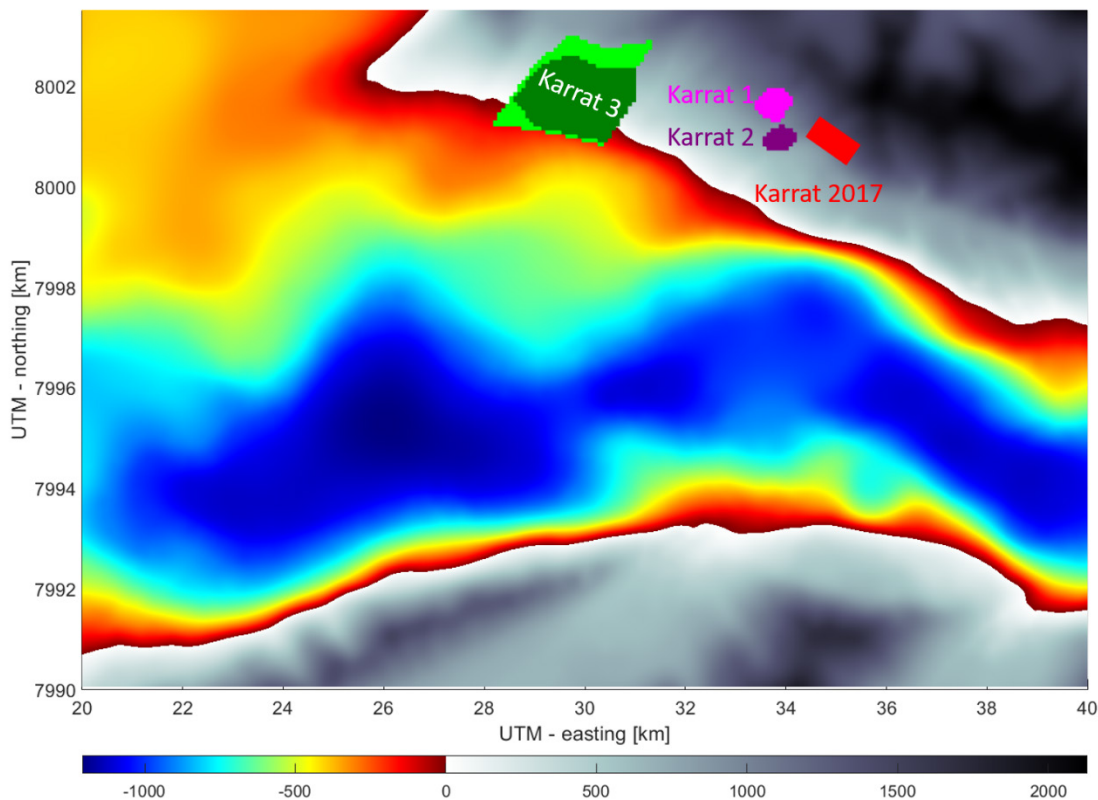 8002
8000
7998
7996
7994
7992
7990
UTM - northing [km]
Karrat 3
Karrat 1
Karrat 2
Karrat 2017
20 22 24 26 28 30 32 34 36 38 40
UTM - easting [km]
-1000 -500 0 500 1000 1500 2000